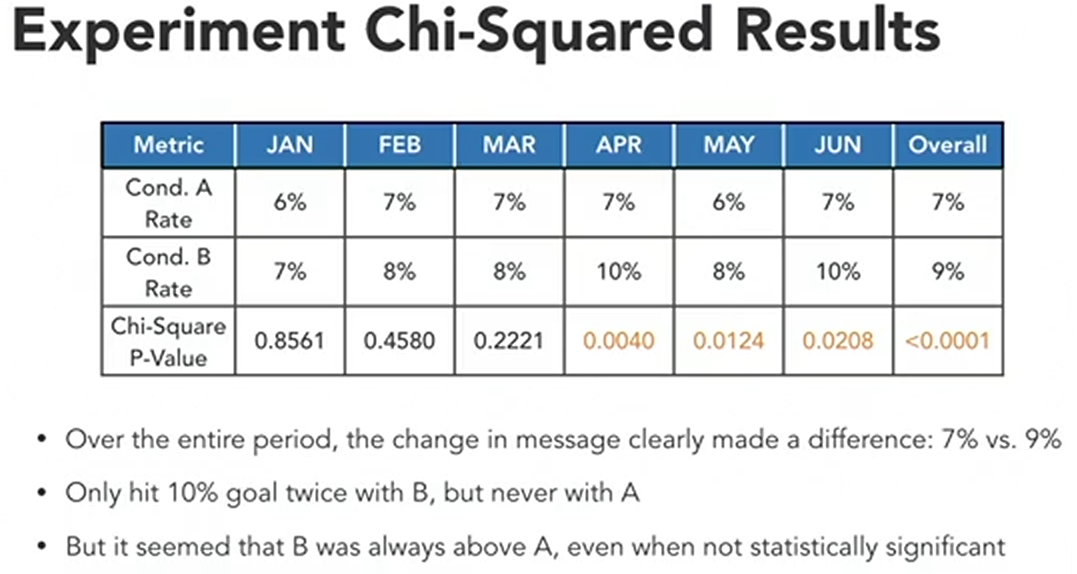 Experiment Chi-Squared Results
Metric JAN FEB MAR APR MAY JUN Overall
Cond. A Rate 6% 7% 7% 7% 6% 7% 7%
Cond. B Rate 7% 8% 8% 10% 8% 10% 9%
Chi-Square P-Value 0.8561 0.4580 0.2221 0.0040 0.0124 0.0208 <0.0001
• Over the entire period, the change in message clearly made a difference: 7% vs. 9%
• Only hit 10% goal twice with B, but never with A
• But it seemed that B was always above A, even when not statistically significant